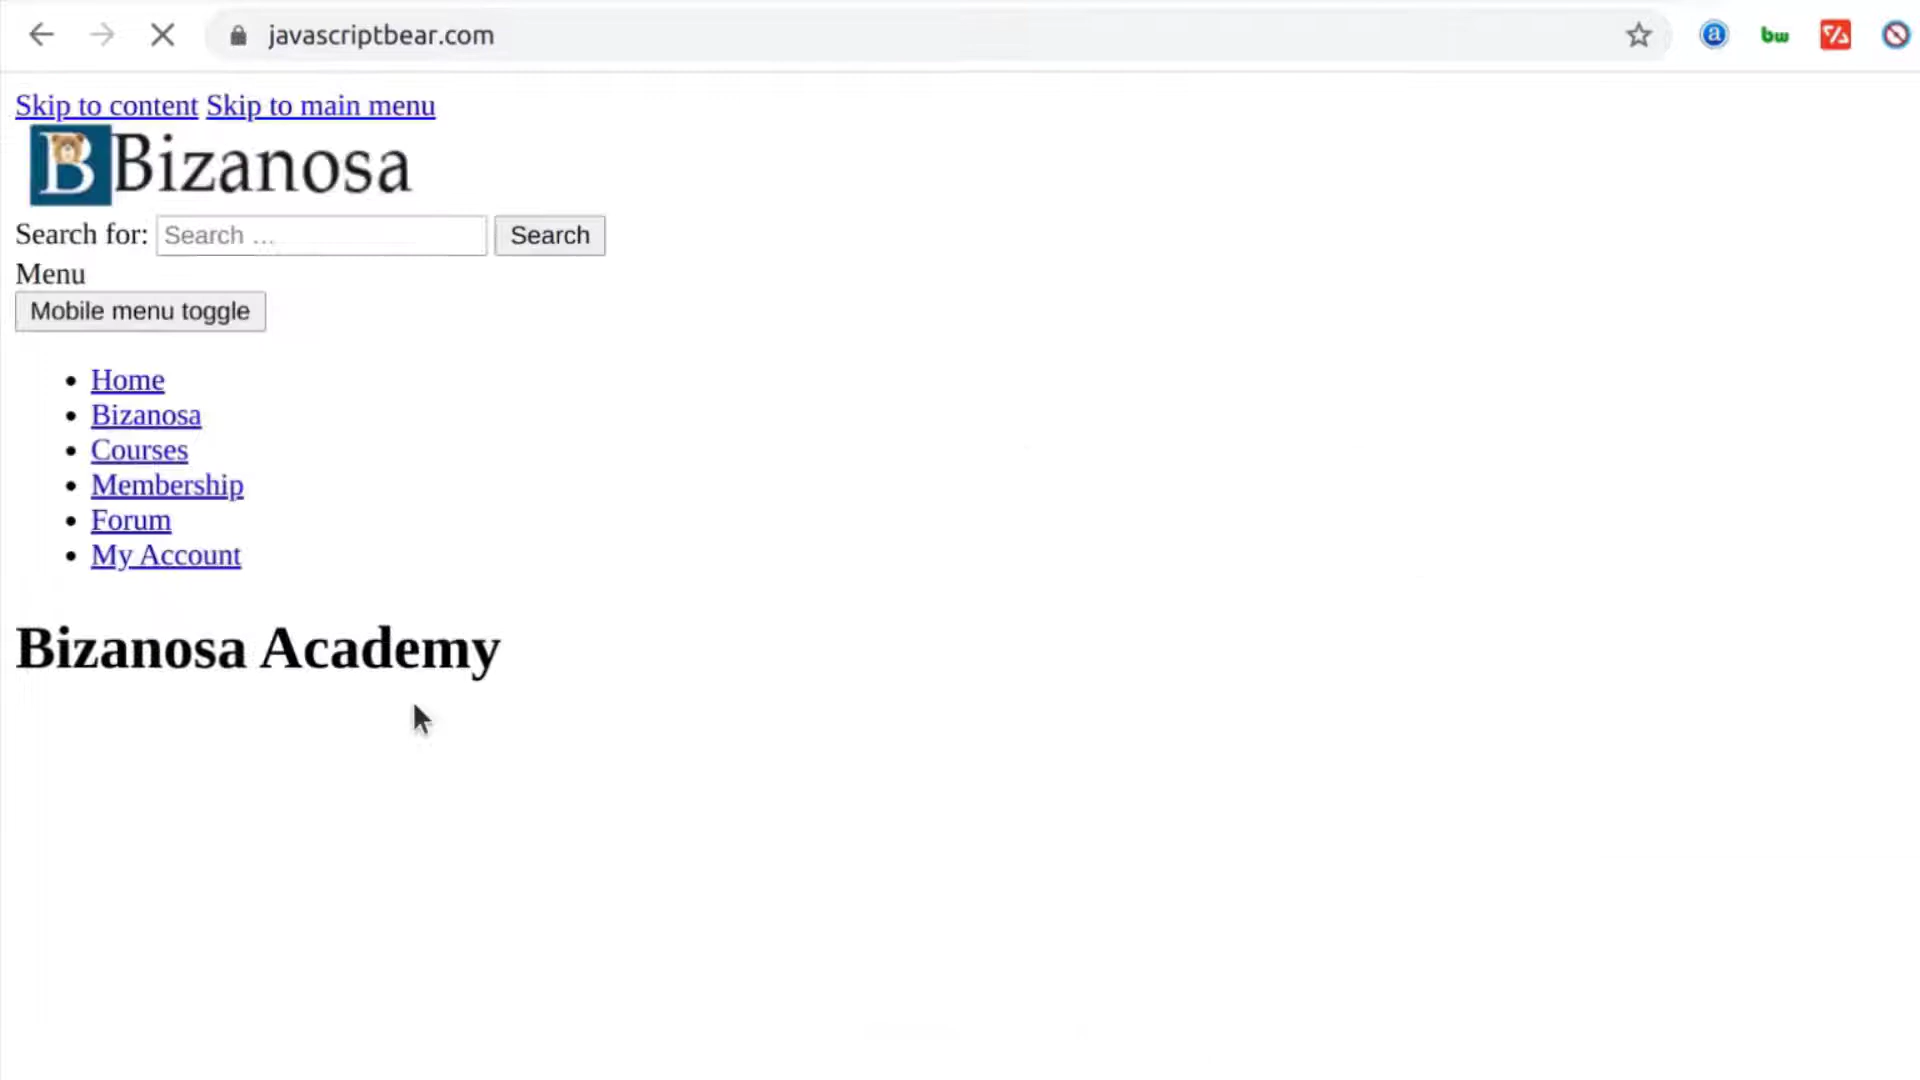 javascriptbear.com
a bw
Skip to content Skip to main menu
B Bizanosa
Search for: Search ... Search
Menu
Mobile menu toggle
Home
Bizanosa
Courses
Membership
Forum
My Account
Bizanosa Academy